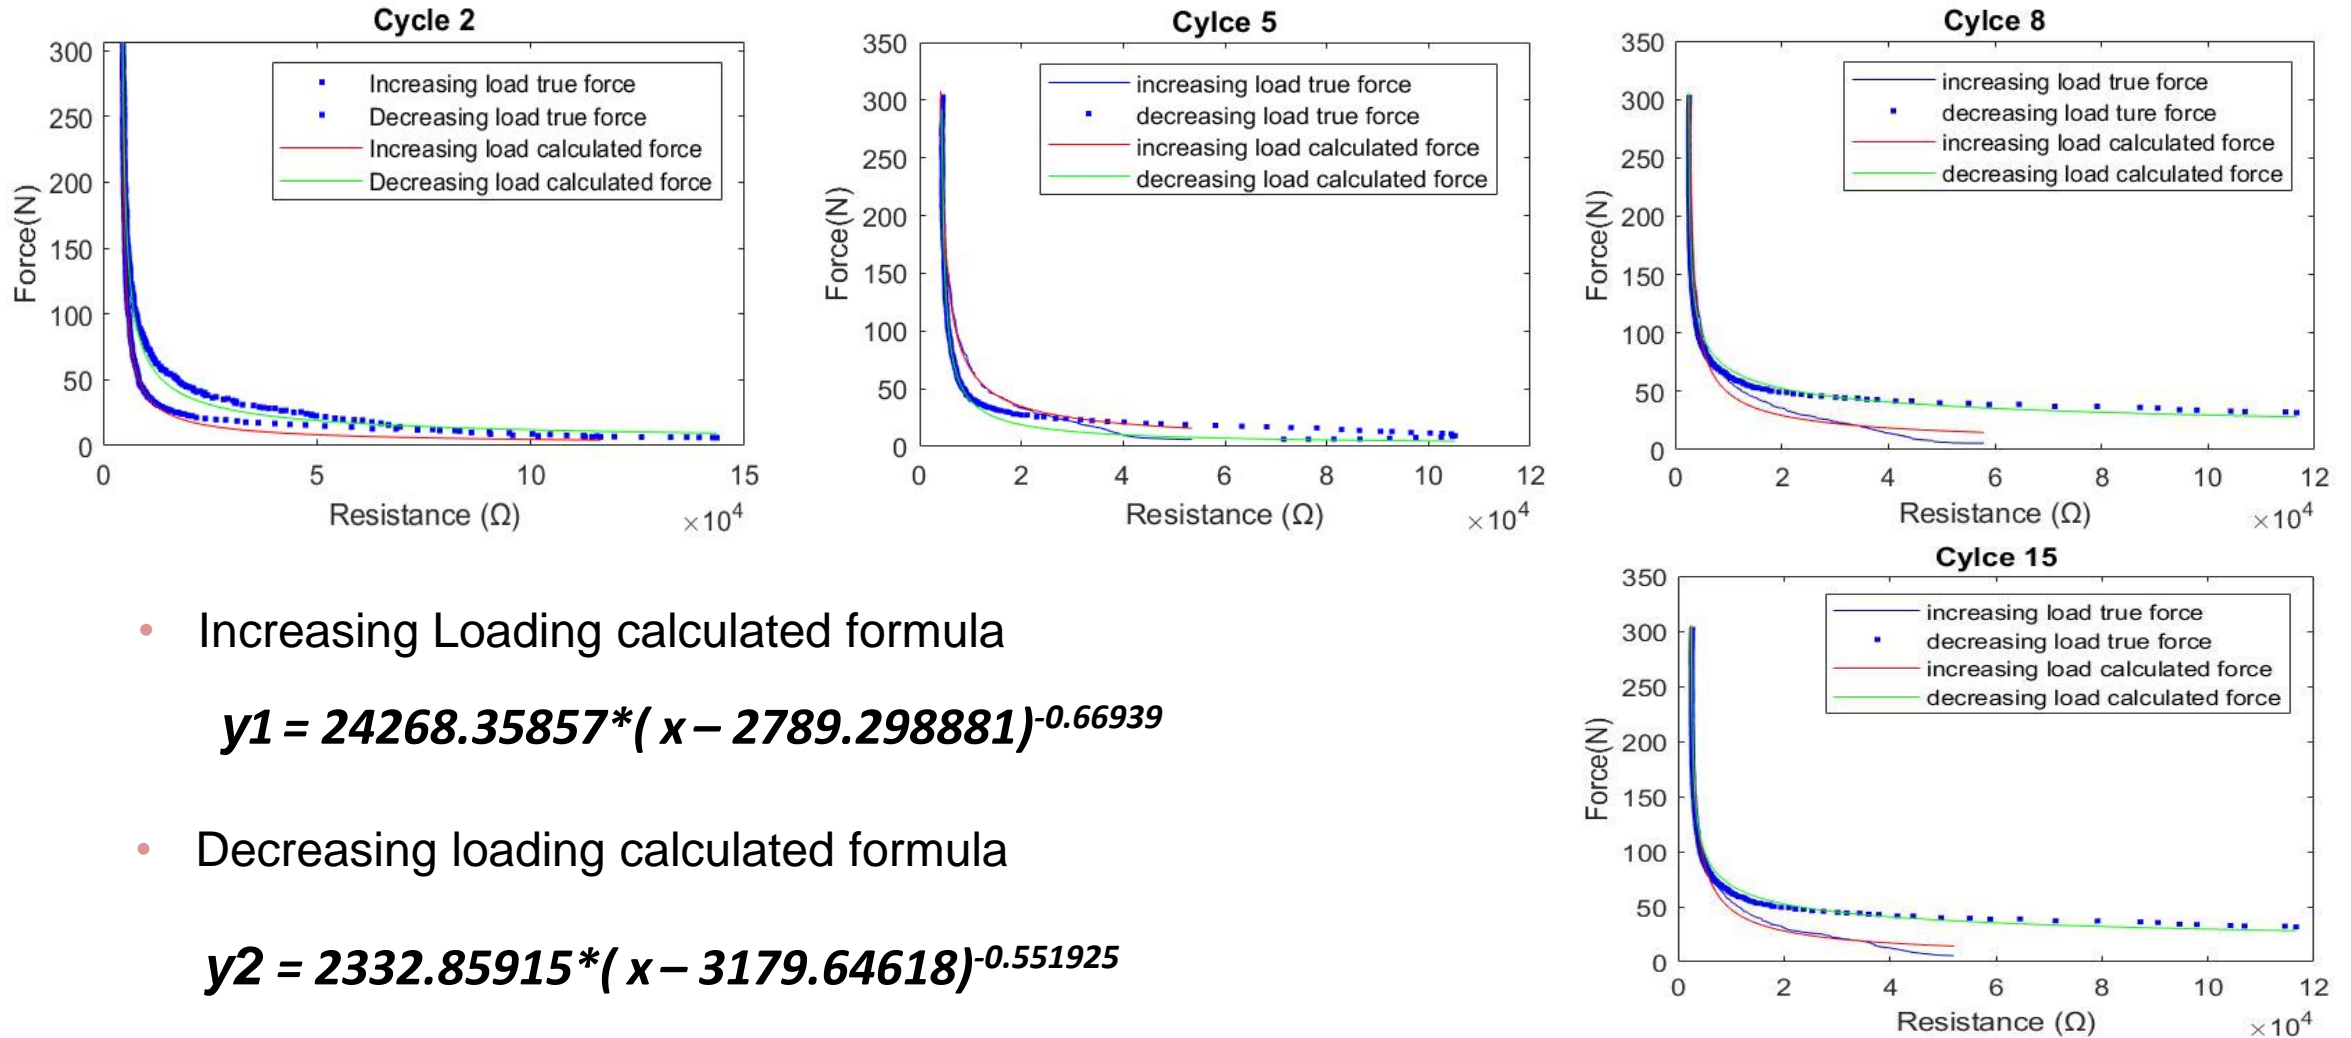 Cycle 2
300
250
200
150
100
50
0
Force(N)
Increasing load true force
Decreasing load true force
Increasing load calculated force
Decreasing load calculated force
0 5 10 15
Resistance (Ω)
×10⁴
Cylce 5
350
300
250
200
150
100
50
0
Force(N)
increasing load true force
decreasing load true force
increasing load calculated force
decreasing load calculated force
0 2 4 6 8 10 12
Resistance (Ω)
×10⁴
Cylce 8
350
300
250
200
150
100
50
0
Force(N)
increasing load true force
decreasing load ture force
increasing load calculated force
decreasing load calculated force
0 2 4 6 8 10 12
Resistance (Ω)
×10⁴
• Increasing Loading calculated formula
y1 = 24268.35857*( x – 2789.298881)-0.66939
• Decreasing loading calculated formula
y2 = 2332.85915*( x – 3179.64618)-0.551925
Cylce 15
350
300
250
200
150
100
50
0
Force(N)
increasing load true force
decreasing load true force
increasing load calculated force
decreasing load calculated force
0 2 4 6 8 10 12
Resistance (Ω)
×10⁴